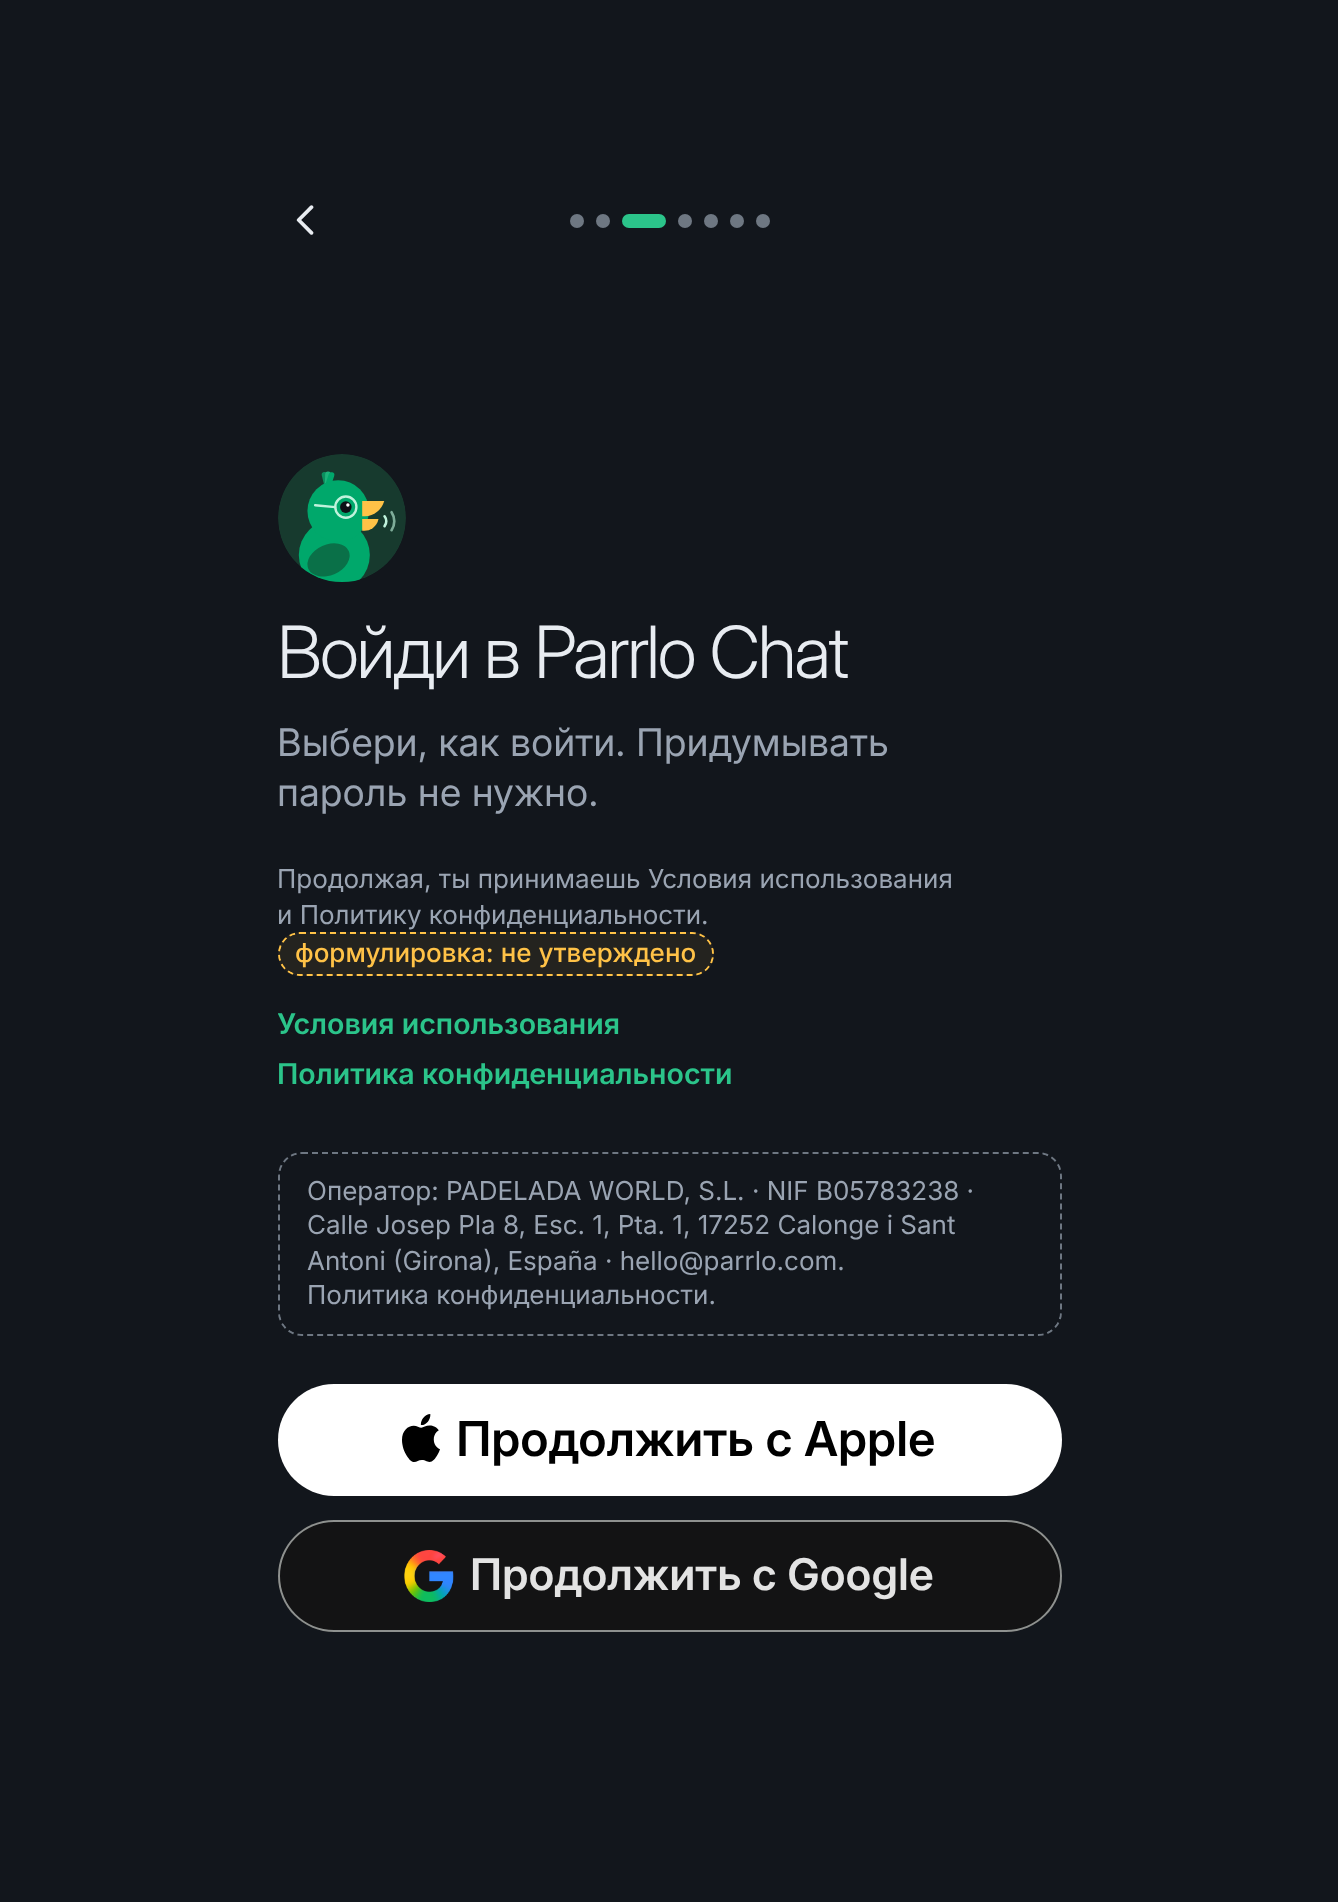 Войди в Parrlo Chat
Выбери, как войти. Придумывать
пароль не нужно.
Продолжая, ты принимаешь Условия использования
и Политику конфиденциальности.
формулировка: не утверждено
Условия использования
Политика конфиденциальности
Оператор: PADELADA WORLD, S.L. · NIF B05783238 ·
Calle Josep Pla 8, Esc. 1, Pta. 1, 17252 Calonge i Sant
Antoni (Girona), España · hello@parrlo.com.
Политика конфиденциальности.
Продолжить с Apple
Продолжить с Google